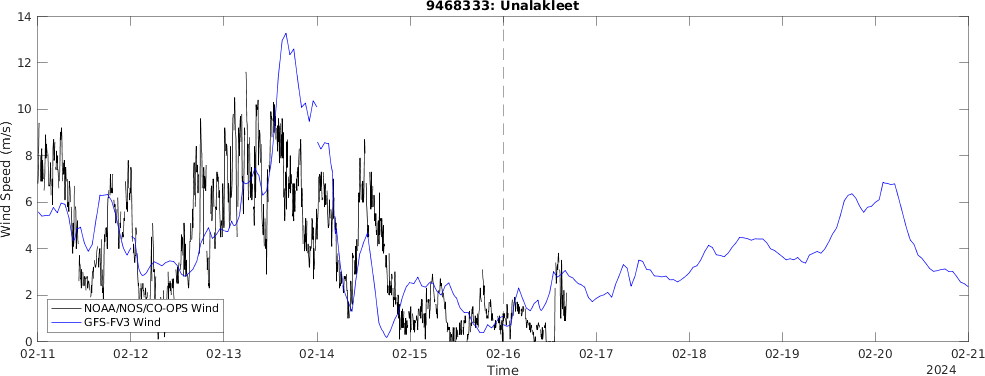 9468333: Unalakleet
14
12
10
8
6
4
2
0
Wind Speed (m/s)
NOAA/NOS/CO-OPS Wind
GFS-FV3 Wind
02-11 02-12 02-13 02-14 02-15 02-16 02-17 02-18 02-19 02-20 02-21
Time
2024